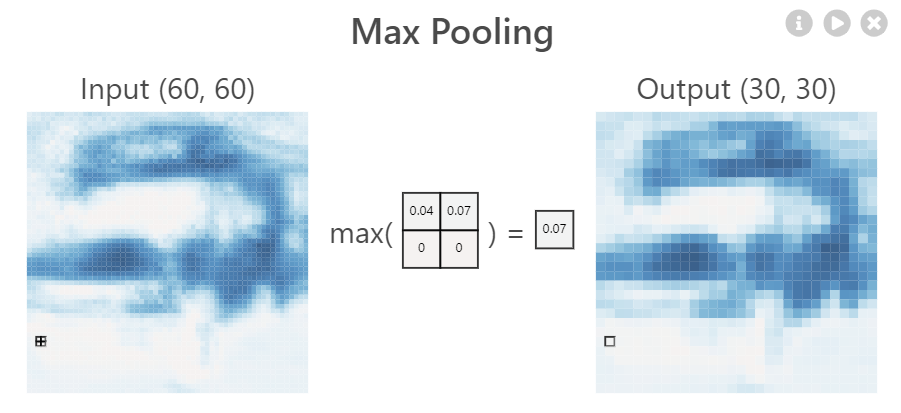 Max Pooling
Input (60, 60)
Output (30, 30)
max( 0.04 0.07 ) = 0.07
0 0